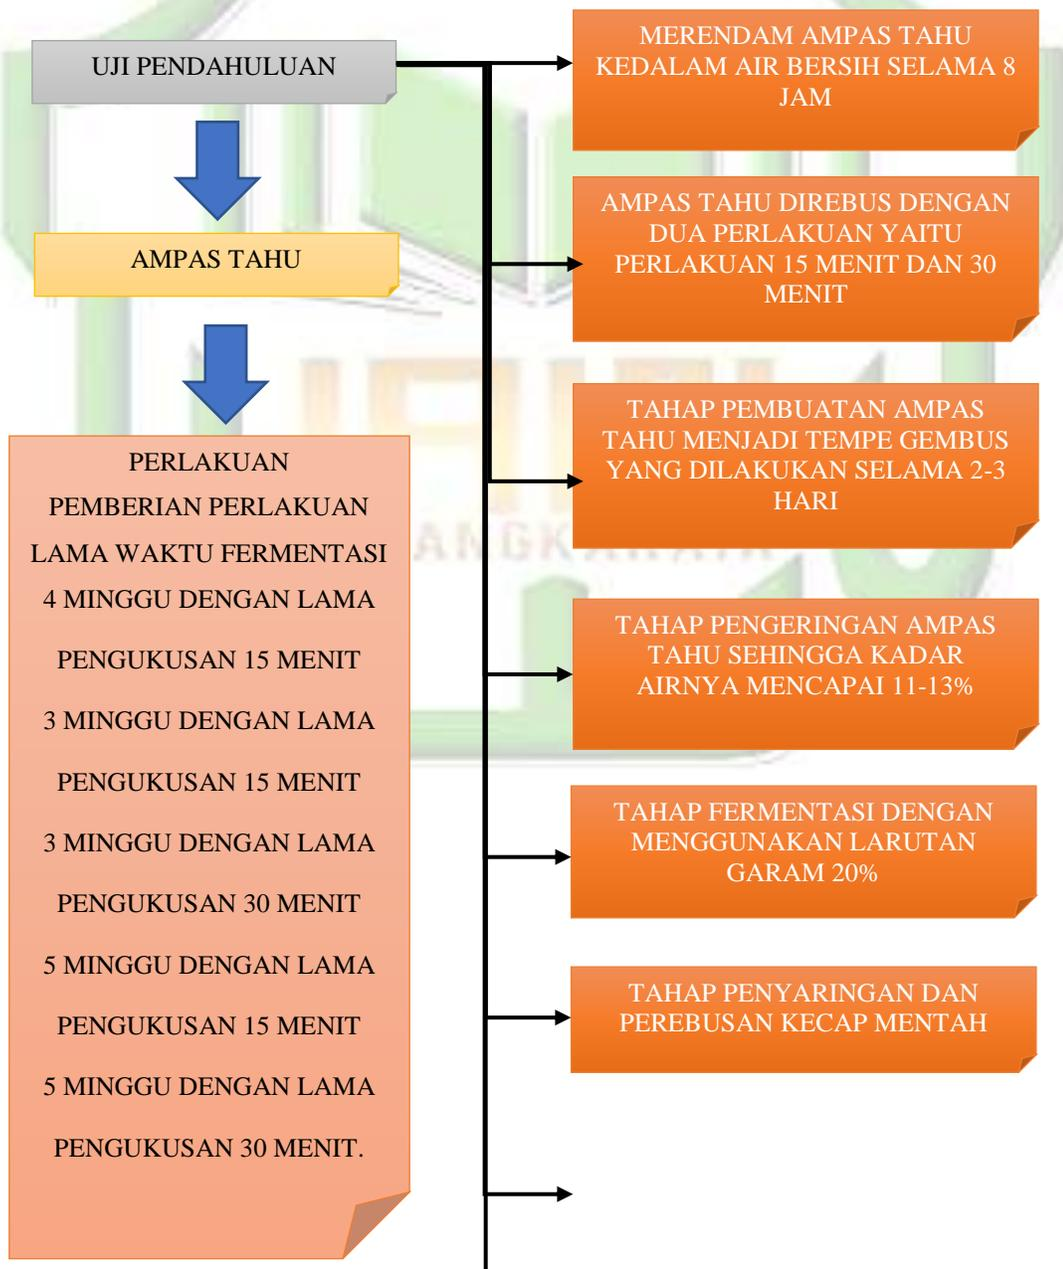 UJI PENDAHULUAN
AMPAS TAHU
PERLAKUAN
PEMBERIAN PERLAKUAN
LAMA WAKTU FERMENTASI
4 MINGGU DENGAN LAMA
PENGUKUSAN 15 MENIT
3 MINGGU DENGAN LAMA
PENGUKUSAN 15 MENIT
3 MINGGU DENGAN LAMA
PENGUKUSAN 30 MENIT
5 MINGGU DENGAN LAMA
PENGUKUSAN 15 MENIT
5 MINGGU DENGAN LAMA
PENGUKUSAN 30 MENIT.
MERENDAM AMPAS TAHU
KEDALAM AIR BERSIH SELAMA 8
JAM
AMPAS TAHU DIREBUS DENGAN
DUA PERLAKUAN YAITU
PERLAKUAN 15 MENIT DAN 30
MENIT
TAHAP PEMBUATAN AMPAS
TAHU MENJADI TEMPE GEMBUS
YANG DILAKUKAN SELAMA 2-3
HARI
TAHAP PENGERINGAN AMPAS
TAHU SEHINGGA KADAR
AIRNYA MENCAPAI 11-13%
TAHAP FERMENTASI DENGAN
MENGGUNAKAN LARUTAN
GARAM 20%
TAHAP PENYARINGAN DAN
PEREBUSAN KECAP MENTAH